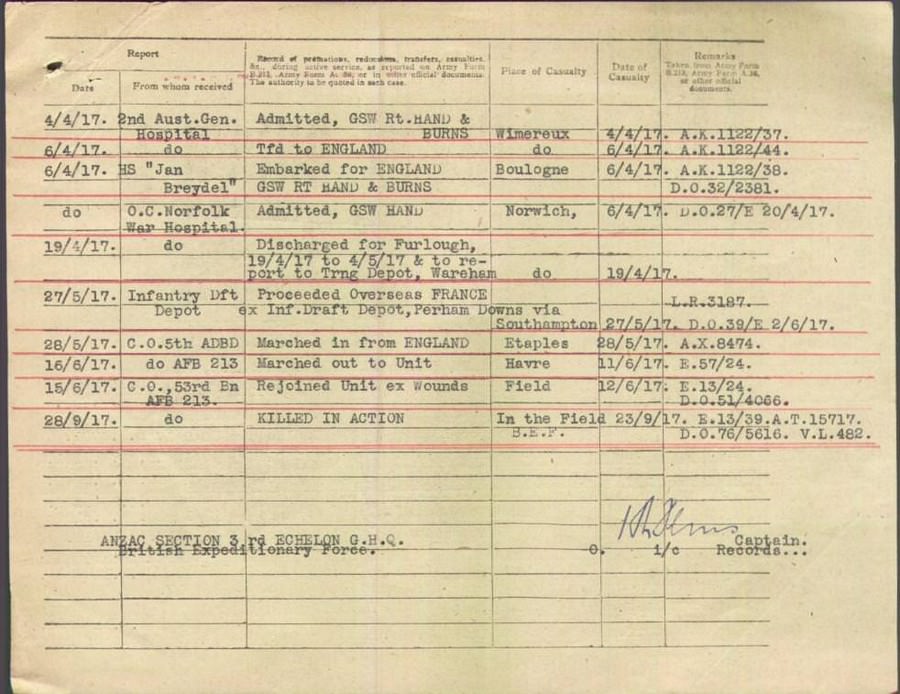 Report
Record of promotions, reductions, transfers, casualties,
&c., during active service, as reported on Army Form
B.213, Army Form A. 36, or in other official documents.
The authority to be quoted in each case.
Remarks
Taken from Army Form
B.213, Army Form A.36,
or other official
documents.
Date
From whom received
Place of Casualty
Date of
Casualty
4/4/17. 2nd Aust.Gen. Admitted, GSW Rt.HAND &
Hospital BURNS Wimereux 4/4/17. A.K.1122/37.
6/4/17. do Tfd to ENGLAND do 6/4/17. A.K.1122/44.
6/4/17. HS "Jan Embarked for ENGLAND Boulogne 6/4/17. A.K.1122/38.
Breydel" GSW RT HAND & BURNS D.O.32/2381.
do O.C.Norfolk Admitted, GSW HAND Norwich, 6/4/17. D.O.27/E 20/4/17.
War Hospital.
19/4/17. do Discharged for Furlough,
19/4/17 to 4/5/17 & to re-
port to Trng Depot, Wareham do 19/4/17.
27/5/17. Infantry Dft Proceeded Overseas FRANCE L.R.3187.
Depot ex Inf.Draft Depot,Perham Downs via
Southampton 27/5/17. D.O.39/E 2/6/17.
28/5/17. C.O.5th ADBD Marched in from ENGLAND Etaples 28/5/17. A.X.8474.
16/6/17. do AFB 213 Marched out to Unit Havre 11/6/17. E.57/24.
15/6/17. C.O.,53rd Bn Rejoined Unit ex Wounds Field 12/6/17. E.13/24.
AFB 213. D.O.51/4066.
28/9/17. do KILLED IN ACTION In the Field 23/9/17. E.13/39.A.T.15717.
B.E.F. D.O.76/5616. V.L.482.
ANZAC SECTION 3.rd ECHELON G.H.Q. Captain.
British Expeditionary Force. O. i/c Records...